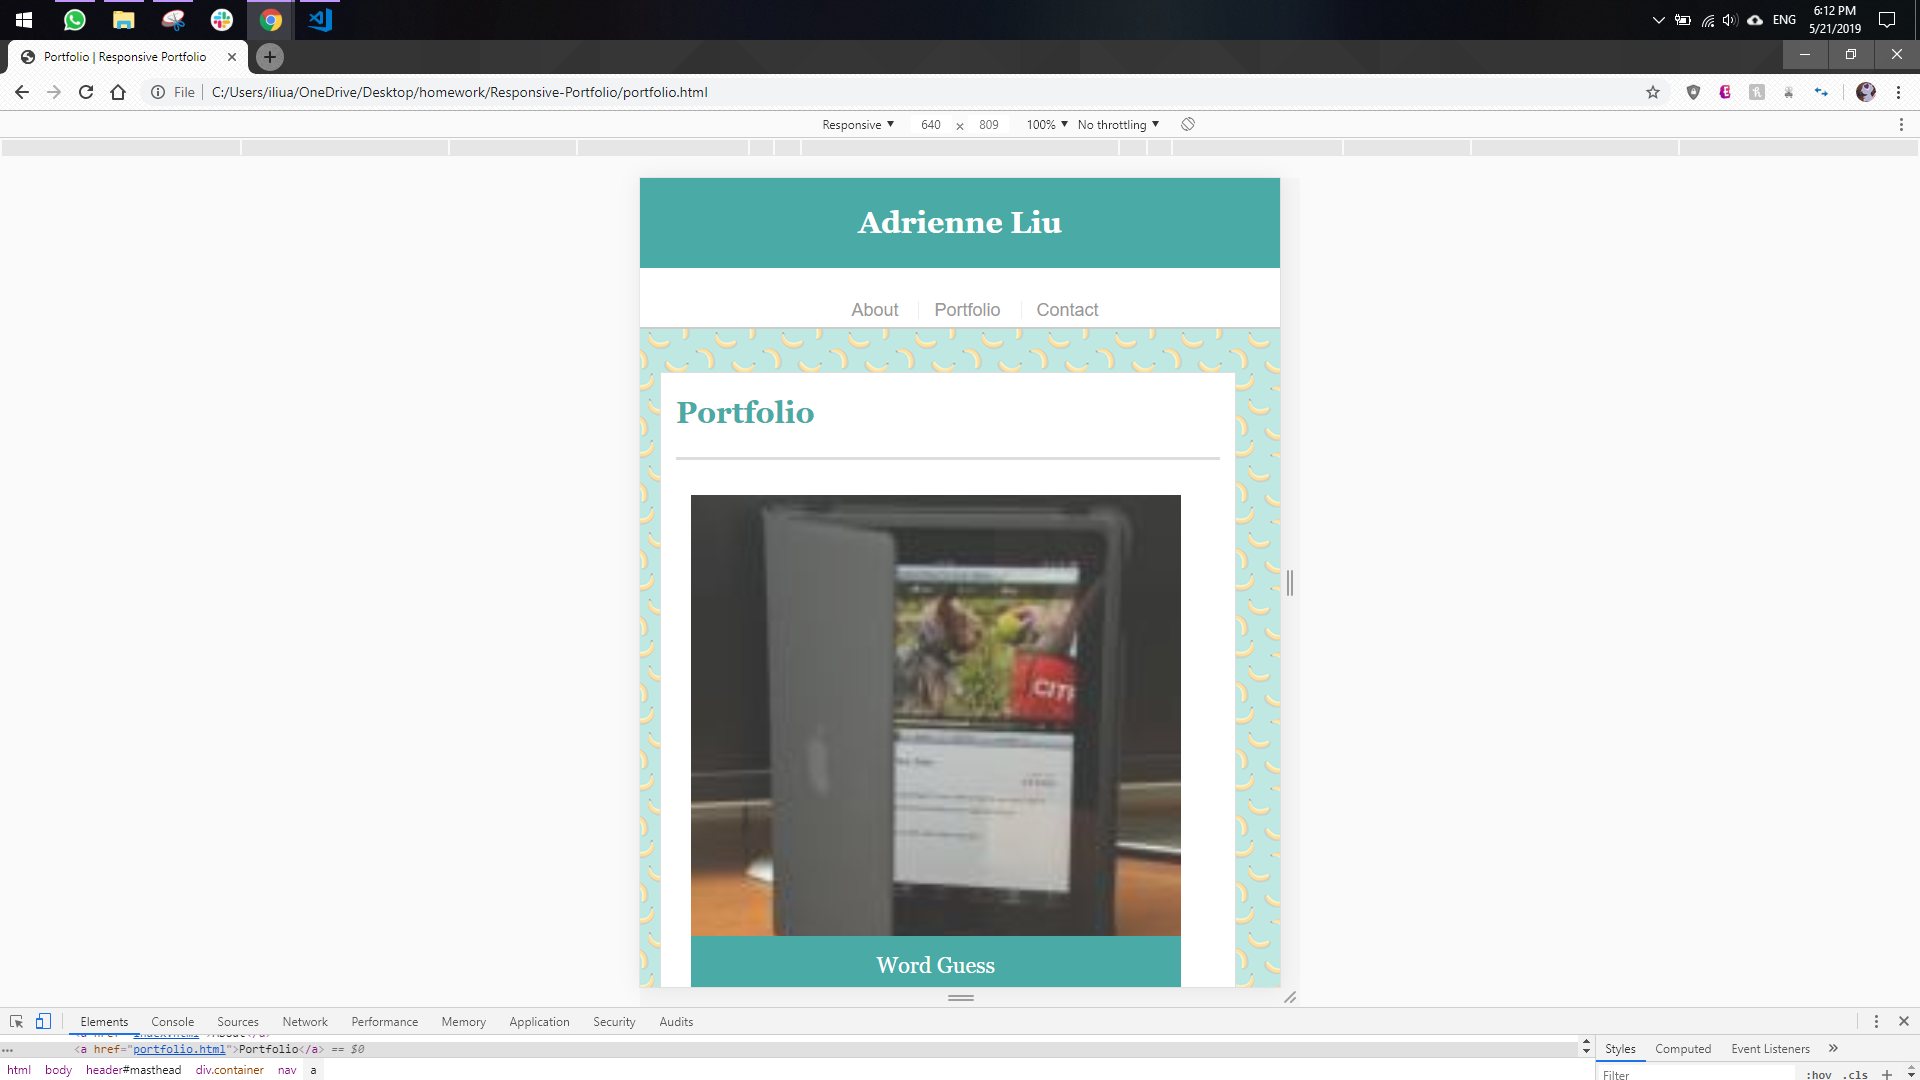 6:12 PM
ENG
5/21/2019
Portfolio | Responsive Portfolio
File
C:/Users/iliua/OneDrive/Desktop/homework/Responsive-Portfolio/portfolio.html
Responsive ▼ 640 × 809 100% ▼ No throttling ▼
Adrienne Liu
About Portfolio Contact
Portfolio
Word Guess
Elements Console Sources Network Performance Memory Application Security Audits
<a href="portfolio.html">Portfolio</a> == $0
Styles Computed Event Listeners »
html body header#masthead div.container nav a
Filter :hov .cls +